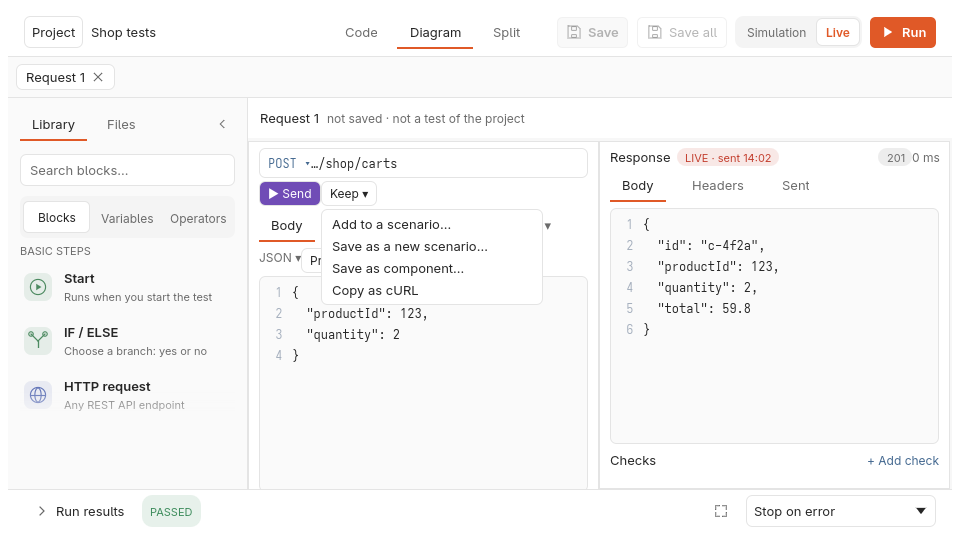 Project Shop tests Code Diagram Split Save Save all Simulation Live Run
Request 1
Library Files
Search blocks...
Blocks Variables Operators
BASIC STEPS
Start
Runs when you start the test
IF / ELSE
Choose a branch: yes or no
HTTP request
Any REST API endpoint
Request 1 not saved · not a test of the project
POST ▾…/shop/carts
Send Keep ▾
Body ▾
Add to a scenario…
Save as a new scenario…
Save as component…
Copy as cURL
JSON ▾ Pr
1 {
2 "productId": 123,
3 "quantity": 2
4 }
Response LIVE · sent 14:02 201 0 ms
Body Headers Sent
1 {
2 "id": "c-4f2a",
3 "productId": 123,
4 "quantity": 2,
5 "total": 59.8
6 }
Checks + Add check
Run results PASSED Stop on error